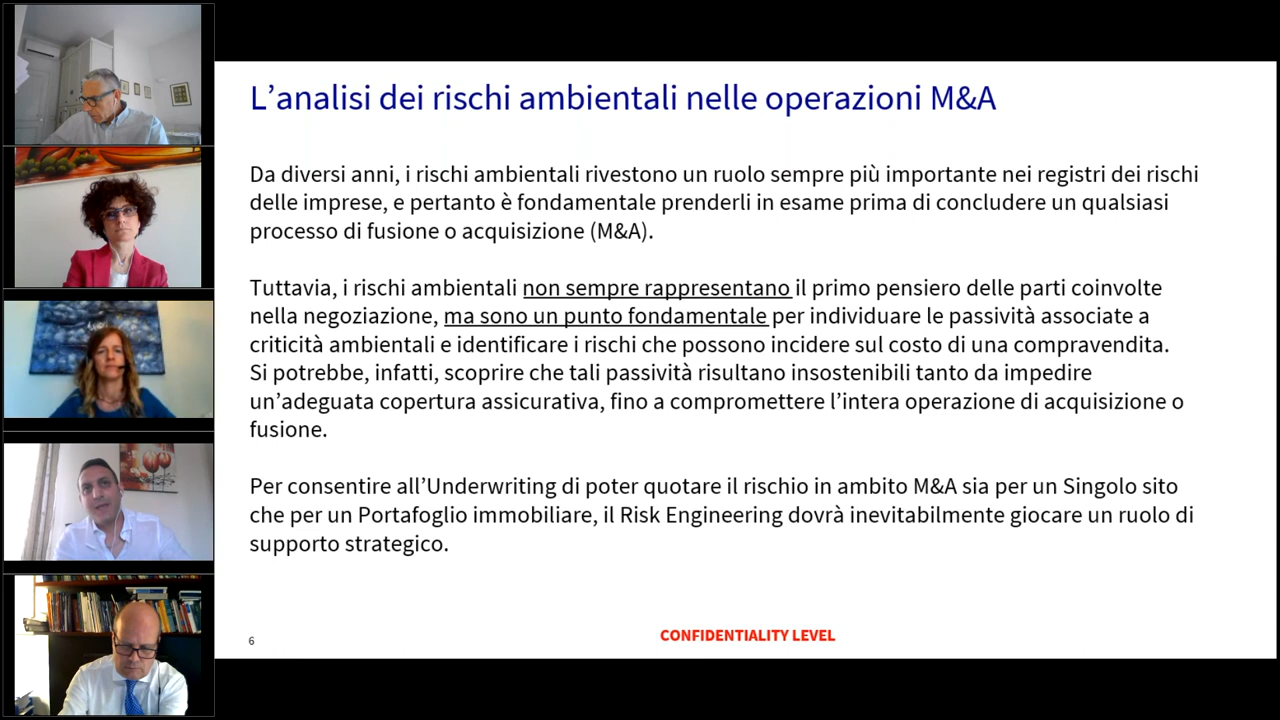 L’analisi dei rischi ambientali nelle operazioni M&A
Da diversi anni, i rischi ambientali rivestono un ruolo sempre più importante nei registri dei rischi
delle imprese, e pertanto è fondamentale prenderli in esame prima di concludere un qualsiasi
processo di fusione o acquisizione (M&A).
Tuttavia, i rischi ambientali non sempre rappresentano il primo pensiero delle parti coinvolte
nella negoziazione, ma sono un punto fondamentale per individuare le passività associate a
criticità ambientali e identificare i rischi che possono incidere sul costo di una compravendita.
Si potrebbe, infatti, scoprire che tali passività risultano insostenibili tanto da impedire
un’adeguata copertura assicurativa, fino a compromettere l’intera operazione di acquisizione o
fusione.
Per consentire all’Underwriting di poter quotare il rischio in ambito M&A sia per un Singolo sito
che per un Portafoglio immobiliare, il Risk Engineering dovrà inevitabilmente giocare un ruolo di
supporto strategico.
6
CONFIDENTIALITY LEVEL